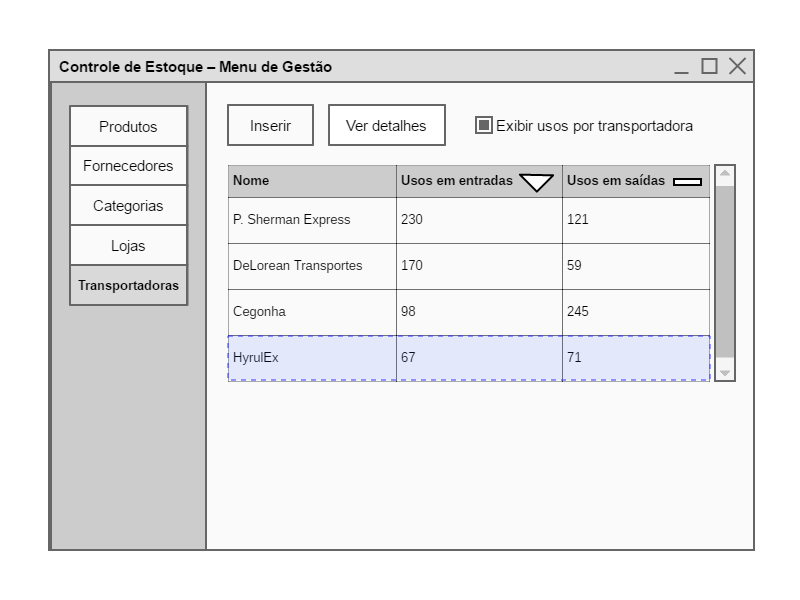 Controle de Estoque – Menu de Gestão
Produtos
Fornecedores
Categorias
Lojas
Transportadoras
Inserir
Ver detalhes
Exibir usos por transportadora
Nome Usos em entradas Usos em saídas
P. Sherman Express 230 121
DeLorean Transportes 170 59
Cegonha 98 245
HyrulEx 67 71